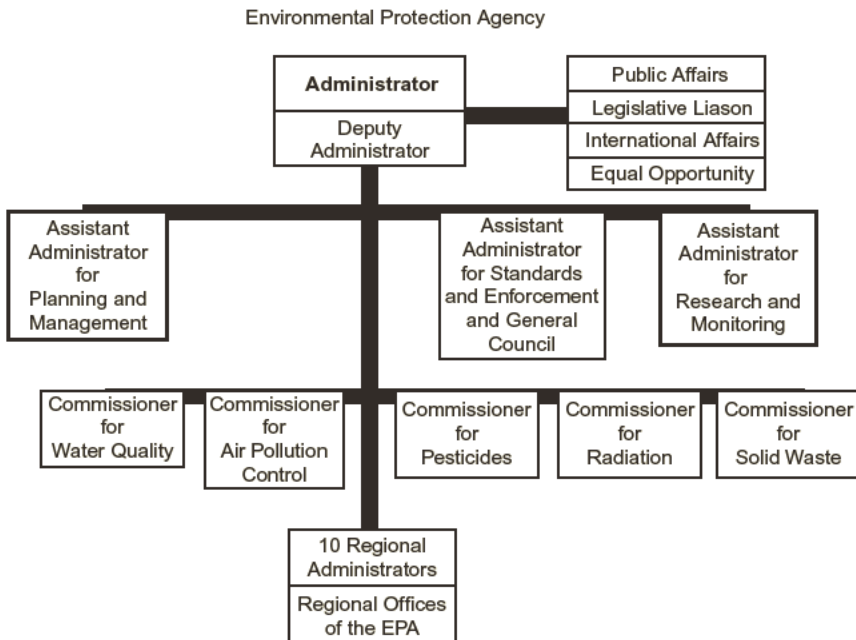 Environmental Protection Agency
Administrator
Deputy
Administrator
Public Affairs
Legislative Liason
International Affairs
Equal Opportunity
Assistant
Administrator
for
Planning and
Management
Assistant
Administrator
for Standards
and Enforcement
and General
Council
Assistant
Administrator
for
Research and
Monitoring
Commissioner
for
Water Quality
Commissioner
for
Air Pollution
Control
Commissioner
for
Pesticides
Commissioner
for
Radiation
Commissioner
for
Solid Waste
10 Regional
Administrators
Regional Offices
of the EPA